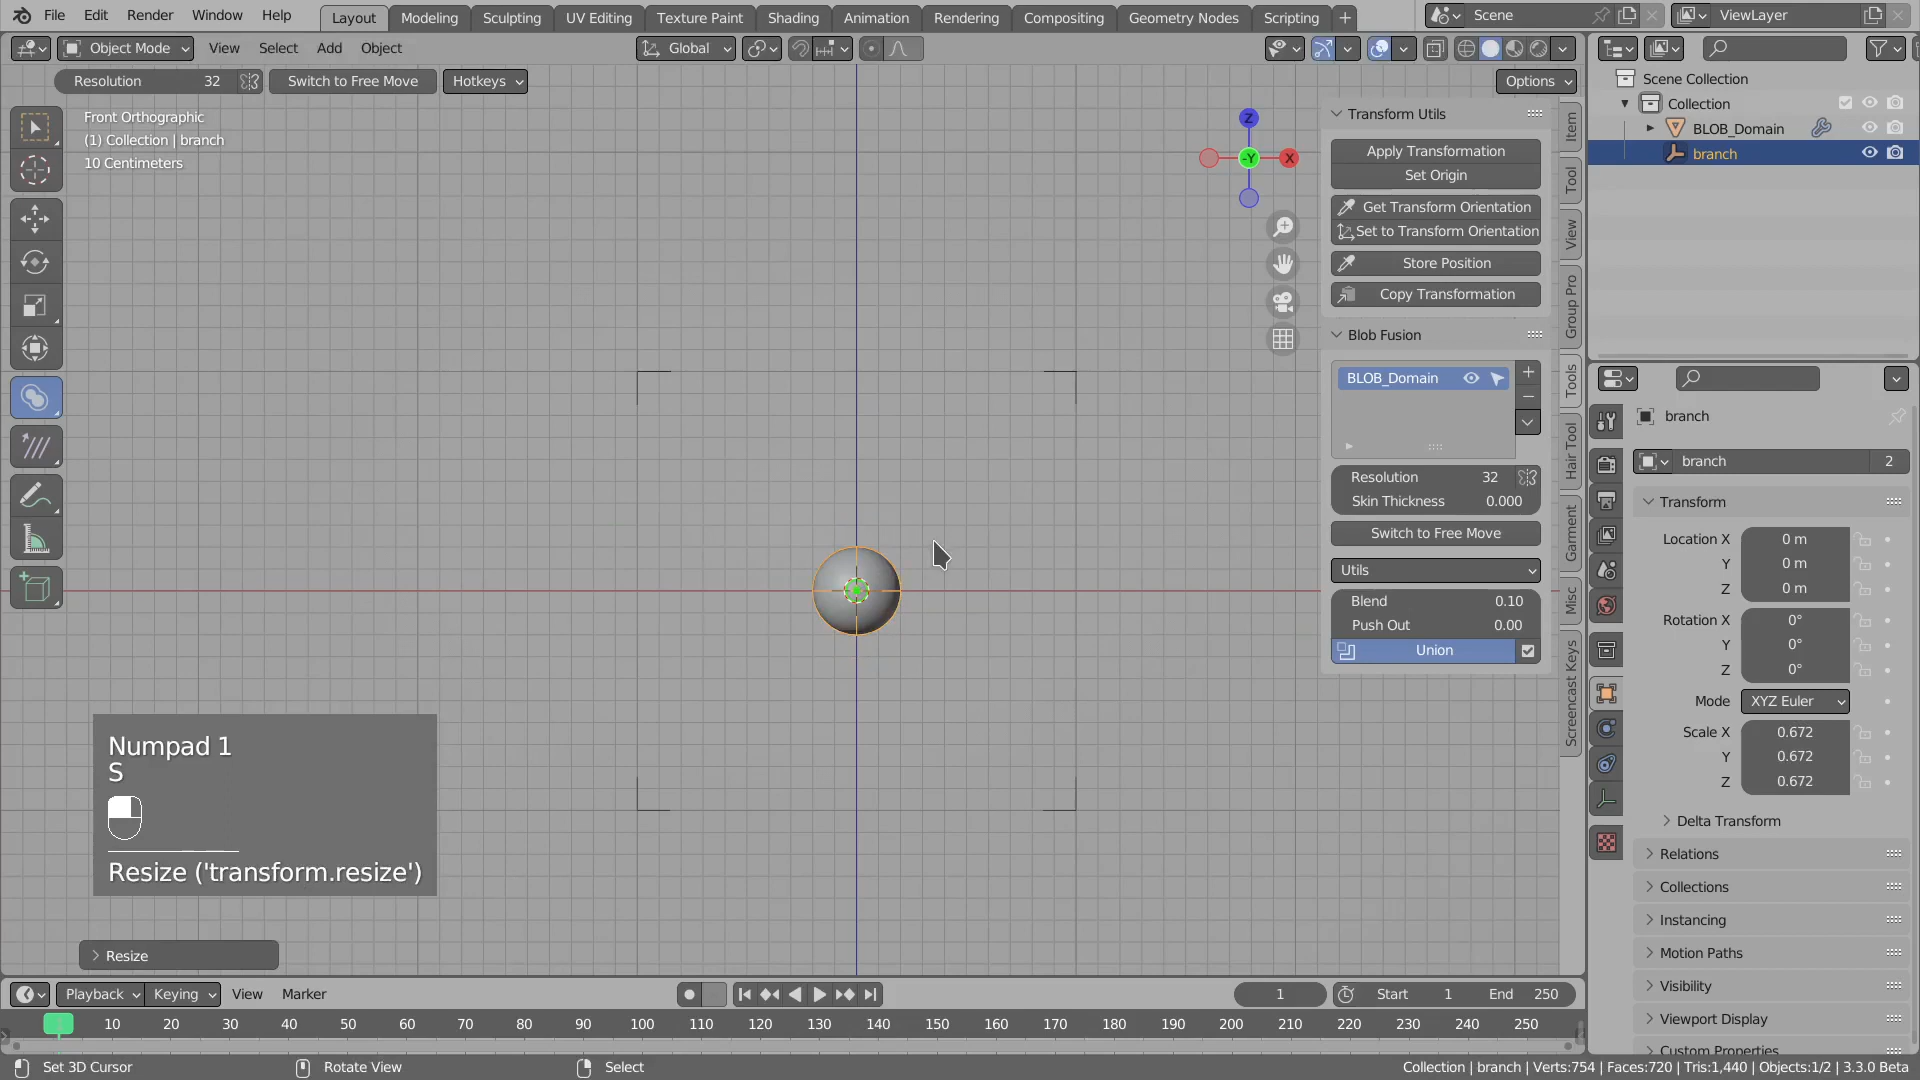 File Edit Render Window Help Layout Modeling Sculpting UV Editing Texture Paint Shading Animation Rendering Compositing Geometry Nodes Scripting Scene ViewLayer
Object Mode View Select Add Object Global
Resolution 32 Switch to Free Move Hotkeys Options
Front Orthographic
(1) Collection | branch
10 Centimeters
Z
-Y
X
Transform Utils
Apply Transformation
Set Origin
Get Transform Orientation
Set to Transform Orientation
Store Position
Copy Transformation
Blob Fusion
BLOB_Domain
Resolution 32
Skin Thickness 0.000
Switch to Free Move
Utils
Blend 0.10
Push Out 0.00
Union
Item
Tool
View
Group Pro
Tools
Hair Tool
Garment
Misc
Screencast Keys
Scene Collection
Collection
BLOB_Domain
branch
branch
branch 2
Transform
Location X 0 m
Y 0 m
Z 0 m
Rotation X 0°
Y 0°
Z 0°
Mode XYZ Euler
Scale X 0.672
Y 0.672
Z 0.672
Delta Transform
Relations
Collections
Instancing
Motion Paths
Visibility
Viewport Display
Custom Properties
Numpad 1
S
Resize ('transform.resize')
Resize
Playback Keying View Marker 1 Start 1 End 250
10 20 30 40 50 60 70 80 90 100 110 120 130 140 150 160 170 180 190 200 210 220 230 240 250
Set 3D Cursor Rotate View Select Collection | branch | Verts:754 | Faces:720 | Tris:1,440 | Objects:1/2 | 3.3.0 Beta